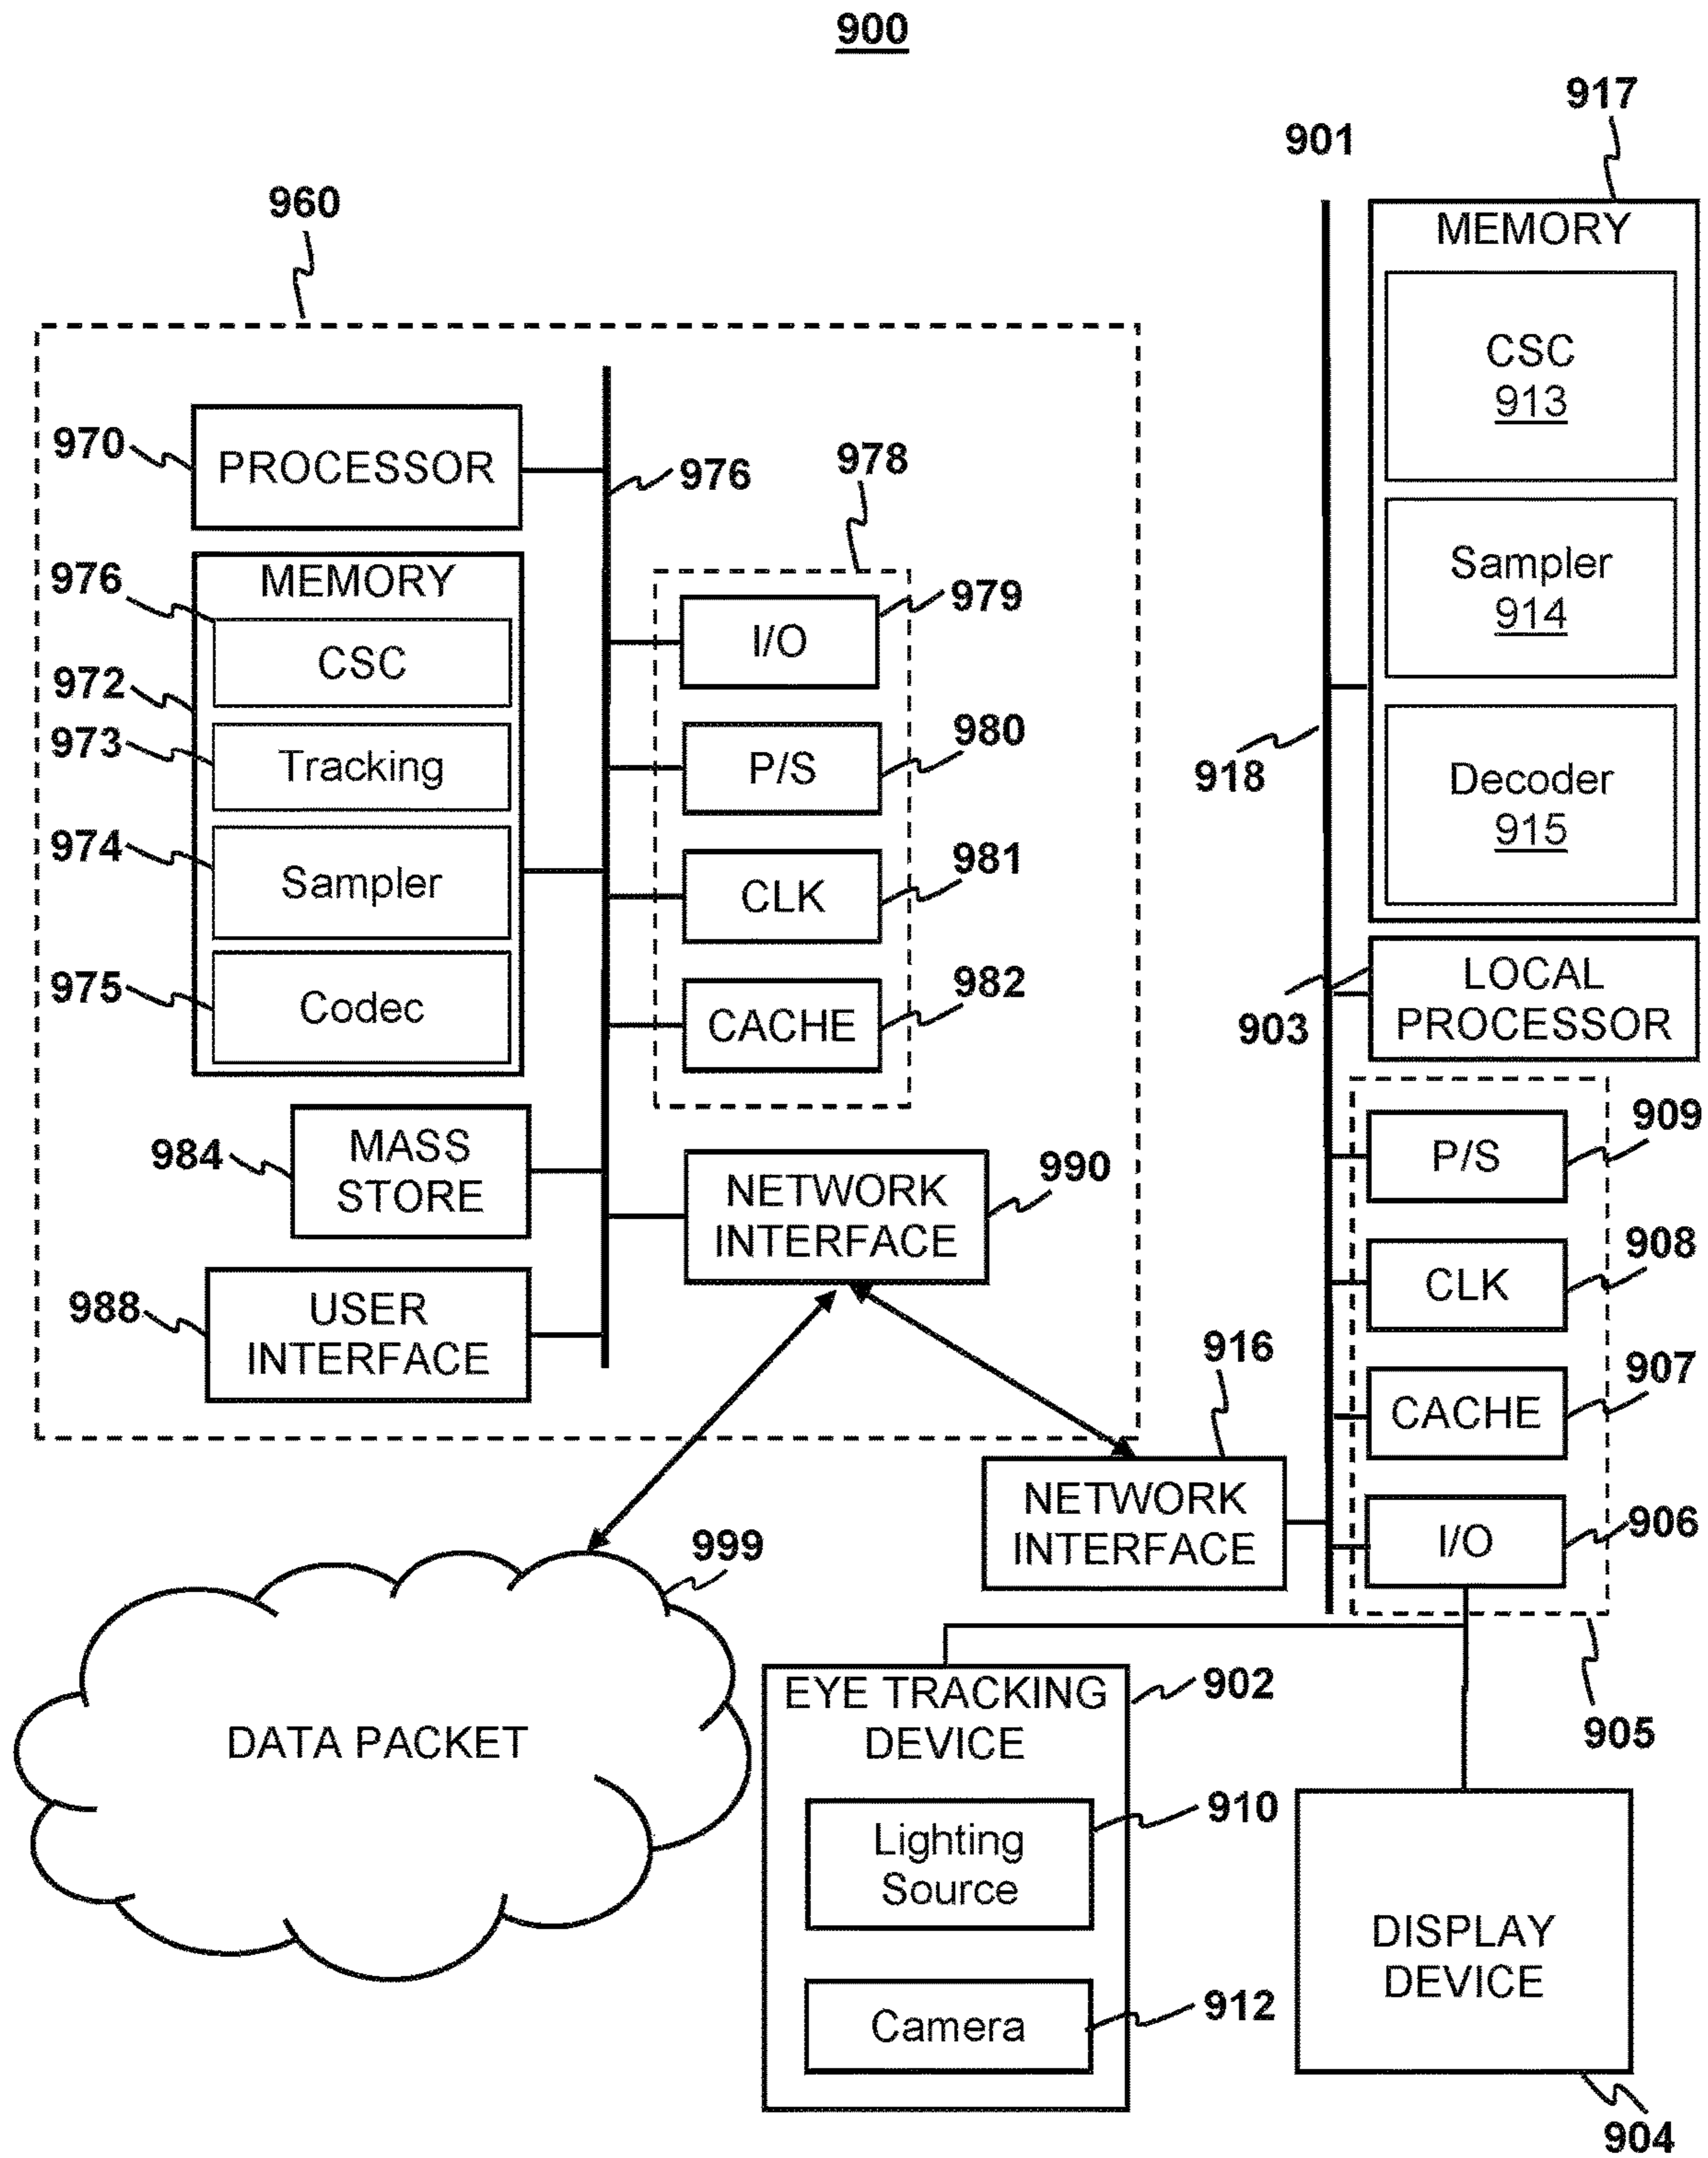 900
917
901
960
MEMORY
CSC
913
Sampler
914
Decoder
915
970
PROCESSOR
976
978
976
MEMORY
CSC
972
973
Tracking
974
Sampler
975
Codec
I/O
979
P/S
980
CLK
981
CACHE
982
918
903
LOCAL
PROCESSOR
984
MASS
STORE
NETWORK
INTERFACE
990
988
USER
INTERFACE
P/S
909
CLK
908
CACHE
907
I/O
906
916
NETWORK
INTERFACE
905
999
DATA PACKET
EYE TRACKING
DEVICE
902
Lighting
Source
910
Camera
912
DISPLAY
DEVICE
904